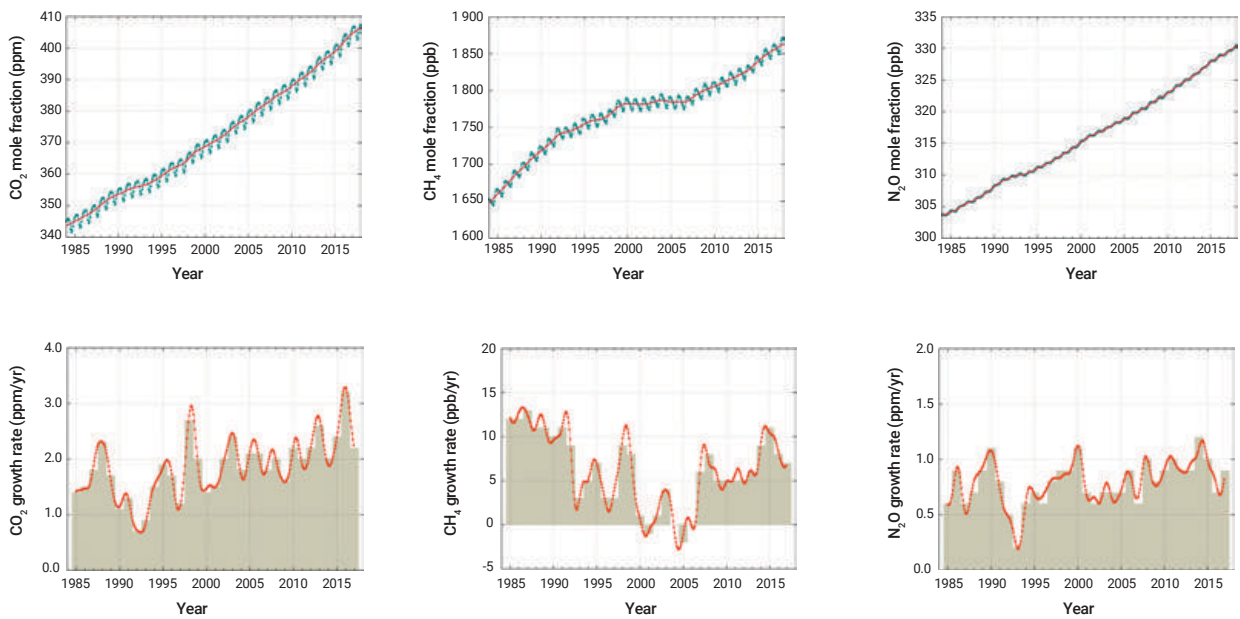 CO2 mole fraction (ppm)
410
400
390
380
370
360
350
340
1985 1990 1995 2000 2005 2010 2015
Year
CH4 mole fraction (ppb)
1 900
1 850
1 800
1 750
1 700
1 650
1 600
1985 1990 1995 2000 2005 2010 2015
Year
N2O mole fraction (ppb)
335
330
325
320
315
310
305
300
1985 1990 1995 2000 2005 2010 2015
Year
CO2 growth rate (ppm/yr)
4.0
3.0
2.0
1.0
0.0
1985 1990 1995 2000 2005 2010 2015
Year
CH4 growth rate (ppb/yr)
20
15
10
5
0
-5
1985 1990 1995 2000 2005 2010 2015
Year
N2O growth rate (ppm/yr)
2.0
1.5
1.0
0.5
0.0
1985 1990 1995 2000 2005 2010 2015
Year